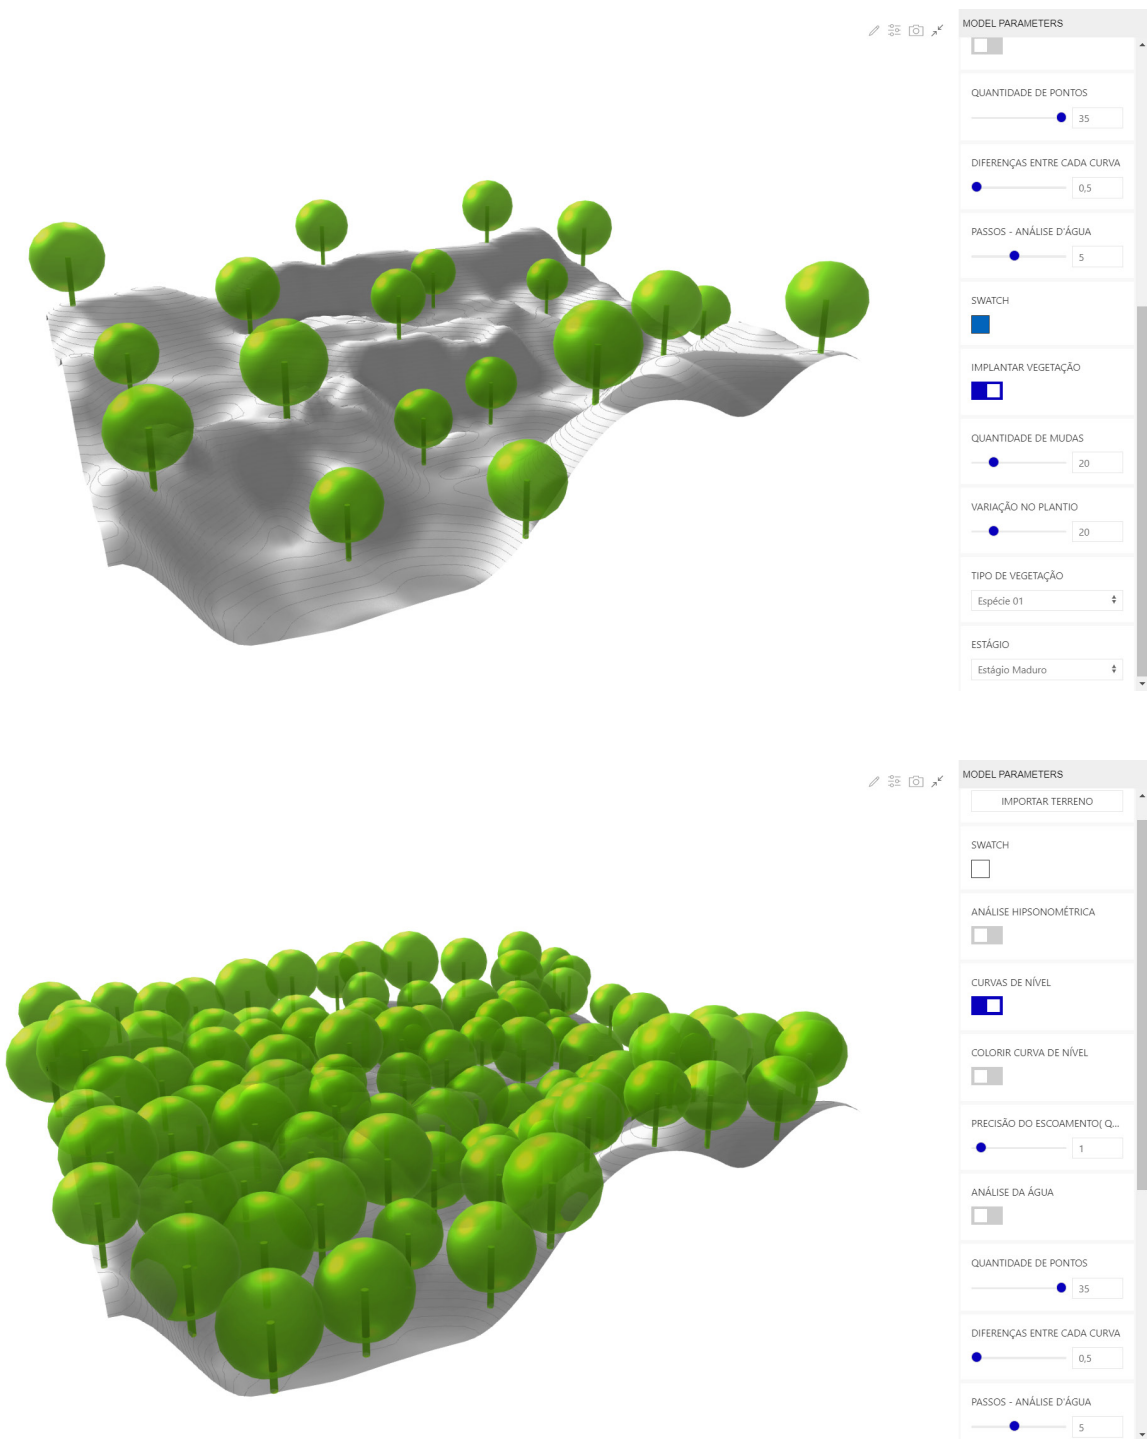 MODEL PARAMETERS
QUANTIDADE DE PONTOS
35
DIFERENÇAS ENTRE CADA CURVA
0,5
PASSOS - ANÁLISE D'ÁGUA
5
SWATCH
IMPLANTAR VEGETAÇÃO
QUANTIDADE DE MUDAS
20
VARIAÇÃO NO PLANTIO
20
TIPO DE VEGETAÇÃO
Espécie 01
ESTÁGIO
Estágio Maduro
MODEL PARAMETERS
IMPORTAR TERRENO
SWATCH
ANÁLISE HIPSONOMÉTRICA
CURVAS DE NÍVEL
COLORIR CURVA DE NÍVEL
PRECISÃO DO ESCOAMENTO( Q...
1
ANÁLISE DA ÁGUA
QUANTIDADE DE PONTOS
35
DIFERENÇAS ENTRE CADA CURVA
0,5
PASSOS - ANÁLISE D'ÁGUA
5